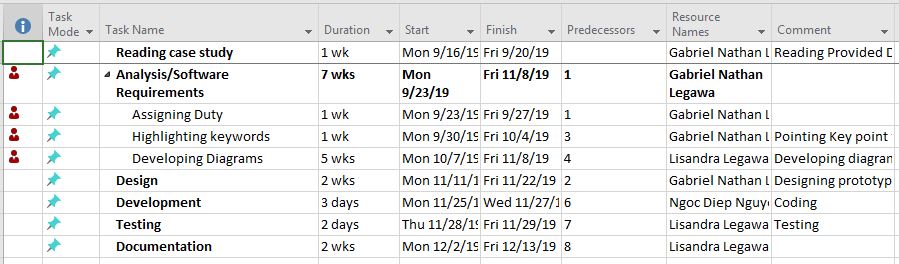 Task Mode Task Name Duration Start Finish Predecessors Resource Names Comment
Reading case study 1 wk Mon 9/16/19 Fri 9/20/19 Gabriel Nathan L Reading Provided D
Analysis/Software Requirements 7 wks Mon 9/23/19 Fri 11/8/19 1 Gabriel Nathan Legawa
Assigning Duty 1 wk Mon 9/23/19 Fri 9/27/19 1 Gabriel Nathan L
Highlighting keywords 1 wk Mon 9/30/19 Fri 10/4/19 3 Gabriel Nathan L Pointing Key point
Developing Diagrams 5 wks Mon 10/7/19 Fri 11/8/19 4 Lisandra Legawa Developing diagran
Design 2 wks Mon 11/11/1 Fri 11/22/19 2 Gabriel Nathan L Designing prototyp
Development 3 days Mon 11/25/1 Wed 11/27/1 6 Ngoc Diep Nguy Coding
Testing 2 days Thu 11/28/19 Fri 11/29/19 7 Lisandra Legawa Testing
Documentation 2 wks Mon 12/2/19 Fri 12/13/19 8 Lisandra Legawa